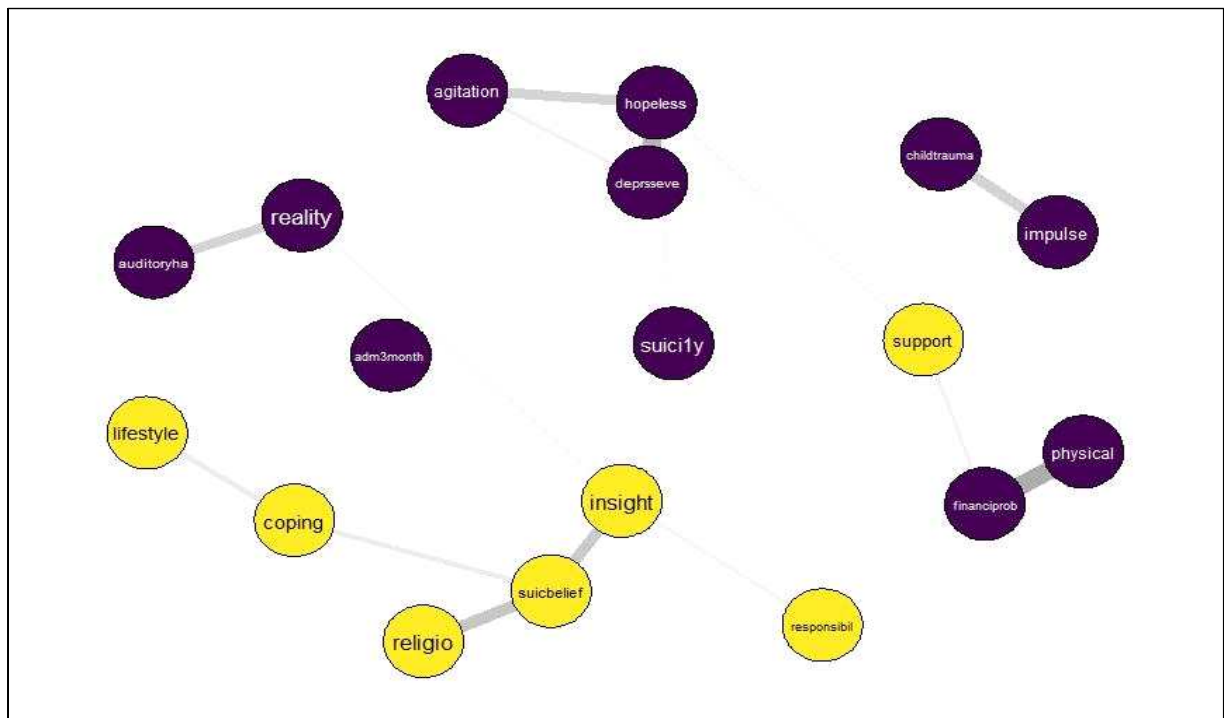 agitation
hopeless
childtrauma
deprsseve
reality
impulse
auditoryha
support
suici1y
adm3month
lifestyle
physical
insight
financiprob
coping
suicbelief
responsibil
religio